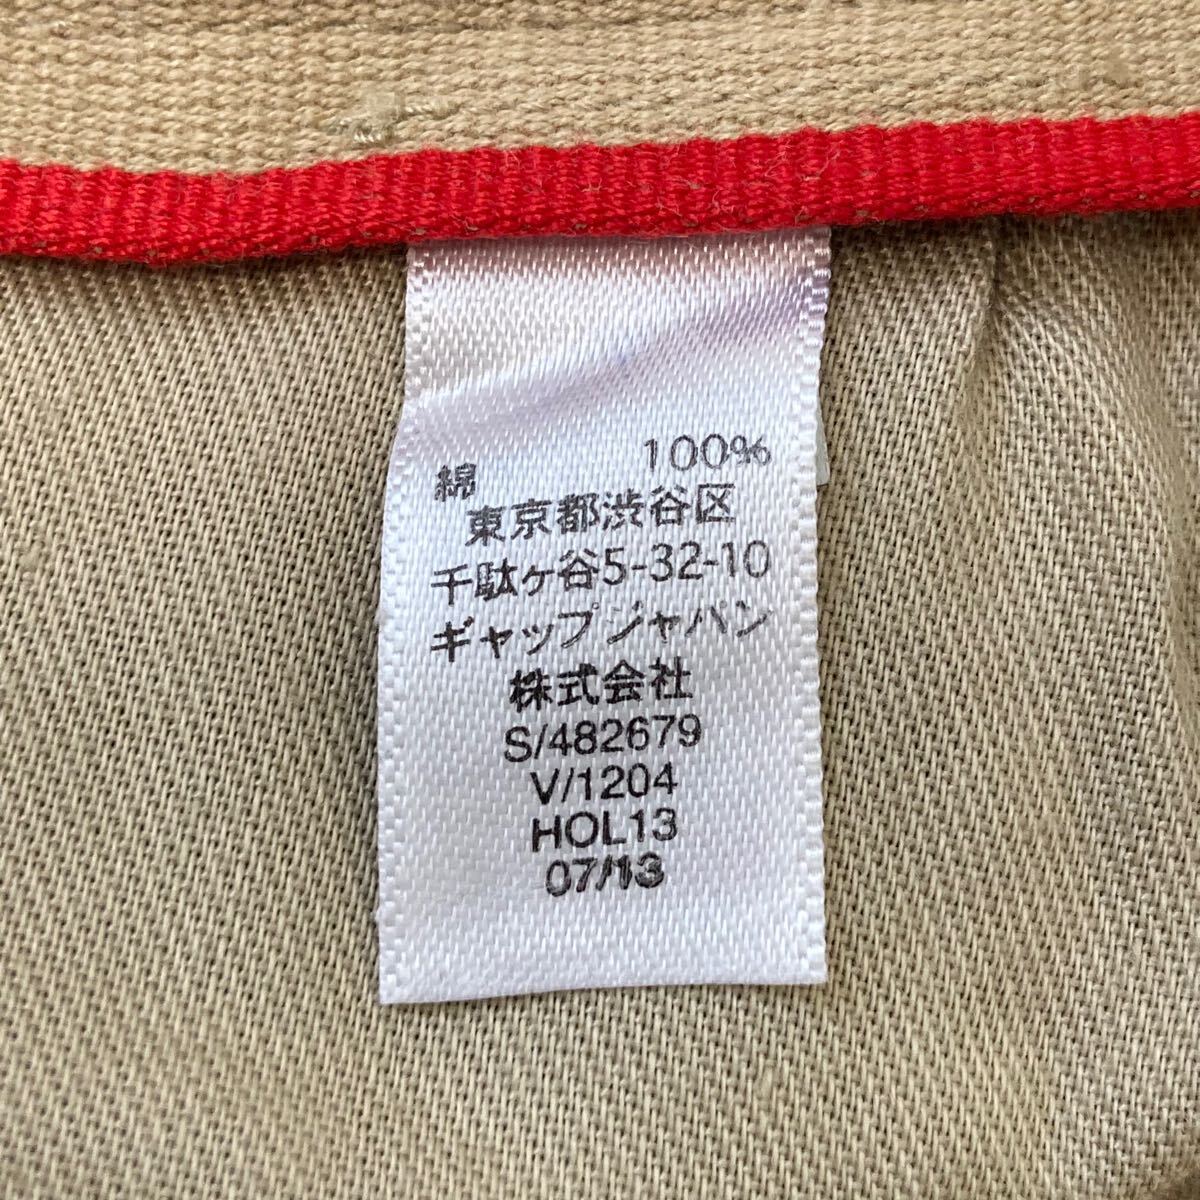 綿 100%
東京都渋谷区
千駄ヶ谷5-32-10
ギャップジャパン
株式会社
S/482679
V/1204
HOL13
07/13